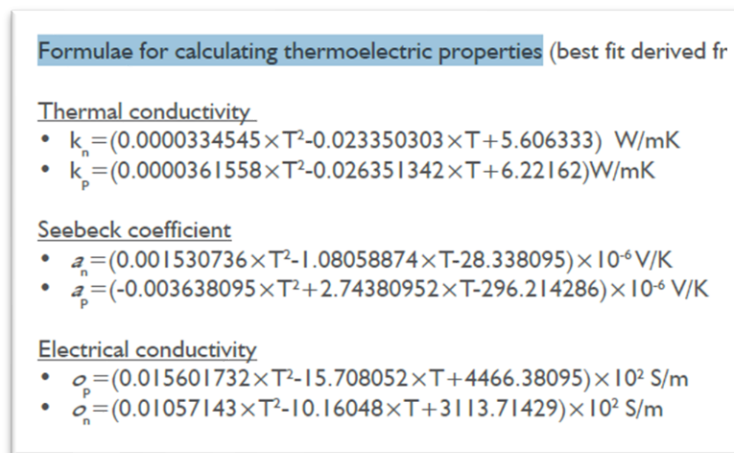 Formulae for calculating thermoelectric properties (best fit derived fr
Thermal conductivity
• kₙ=(0.0000334545×T²-0.023350303×T+5.606333) W/mK
• kₚ=(0.0000361558×T²-0.026351342×T+6.22162)W/mK
Seebeck coefficient
• aₙ=(0.001530736×T²-1.08058874×T-28.338095)×10⁻⁶V/K
• aₚ=(-0.003638095×T²+2.74380952×T-296.214286)×10⁻⁶ V/K
Electrical conductivity
• oₚ=(0.015601732×T²-15.708052×T+4466.38095)×10² S/m
• oₙ=(0.01057143×T²-10.16048×T+3113.71429)×10² S/m